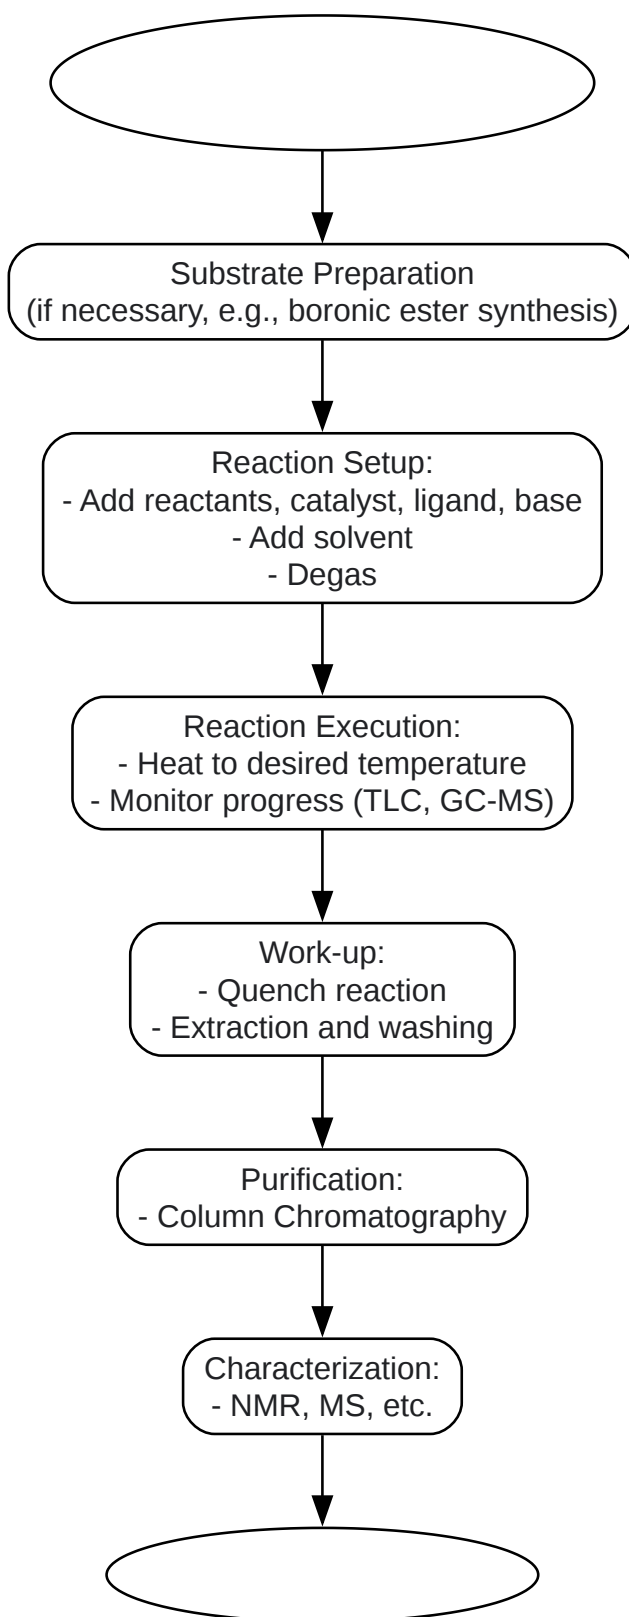 Substrate Preparation
(if necessary, e.g., boronic ester synthesis)
Reaction Setup:
- Add reactants, catalyst, ligand, base
- Add solvent
- Degas
Reaction Execution:
- Heat to desired temperature
- Monitor progress (TLC, GC-MS)
Work-up:
- Quench reaction
- Extraction and washing
Purification:
- Column Chromatography
Characterization:
- NMR, MS, etc.